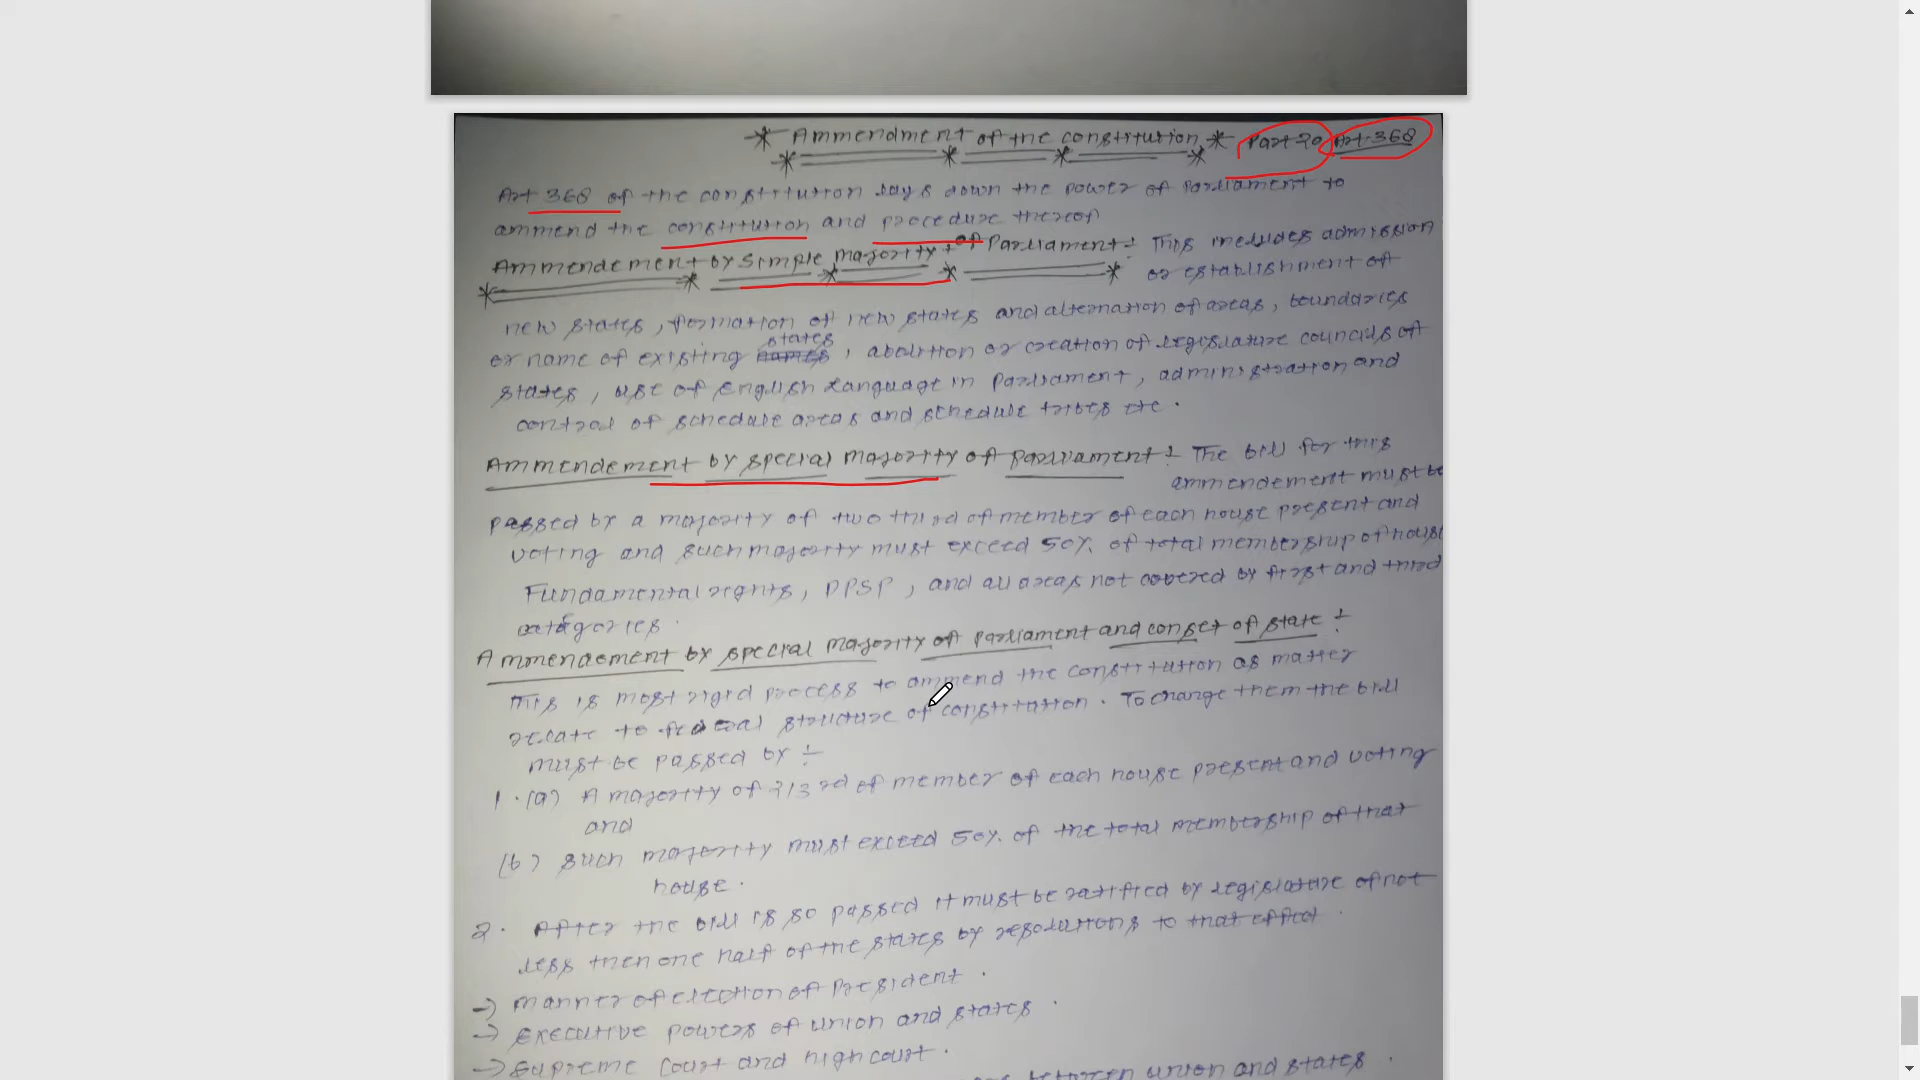 Ammendment of the constitution Part 20 Art 368
Art 368 of the constitution lays down the power of Parliament to
ammend the constitution and procedure thereof
Ammendement by simple majority of Parliament : This includes admission
or establishment of
new states, formation of new states and alternation of areas, boundaries
or name of existing states, abolition or creation of legislature councils of
states, use of English language in Parliament, administration and
control of schedule areas and schedule tribes etc.
Ammendement by special majority of parliament : The bill for this
ammendement must be
passed by a majority of two third of member of each house present and
voting and such majority must exceed 50% of total membership of house
Fundamental rights, DPSP, and all areas not covered by first and third
categories.
Ammendement by special majority of parliament and conset of state ÷
This is most rigid process to ammend the constitution as matter
relate to federal structure of constitution. To change them the bill
must be passed by ÷
1. (a) A majority of 2/3 rd of member of each house present and voting
and
(b) such majority must exceed 50% of the total membership of that
house.
2. After the bill is so passed it must be ratified by legislature of not
less then one half of the states by resolutions to that effect
→ manner of election of President.
→ executive powers of union and states.
→ Supreme court and high court.
between union and states.